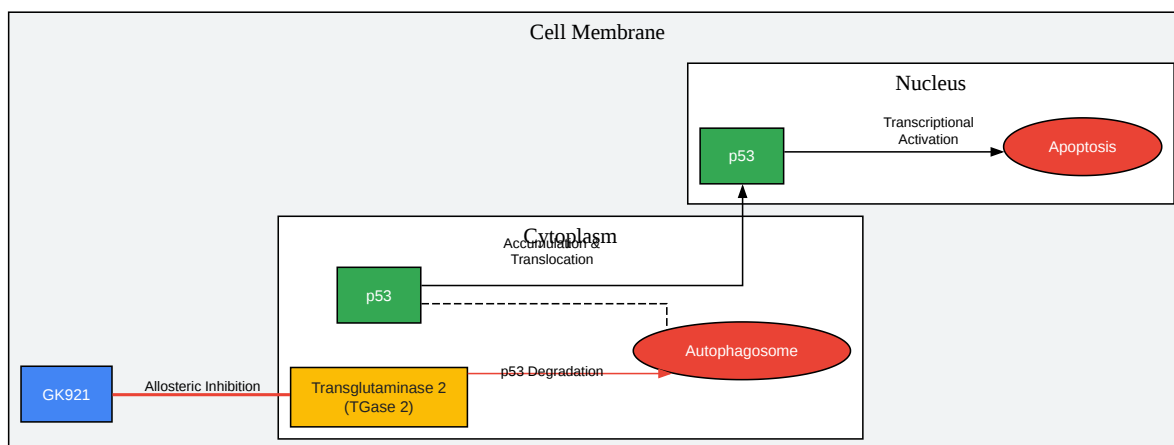 Cell Membrane
Nucleus
Transcriptional
Activation
p53
Apoptosis
Cytoplasm
Accumulation &
Translocation
p53
Autophagosome
GK921
Allosteric Inhibition
Transglutaminase 2
(TGase 2)
p53 Degradation